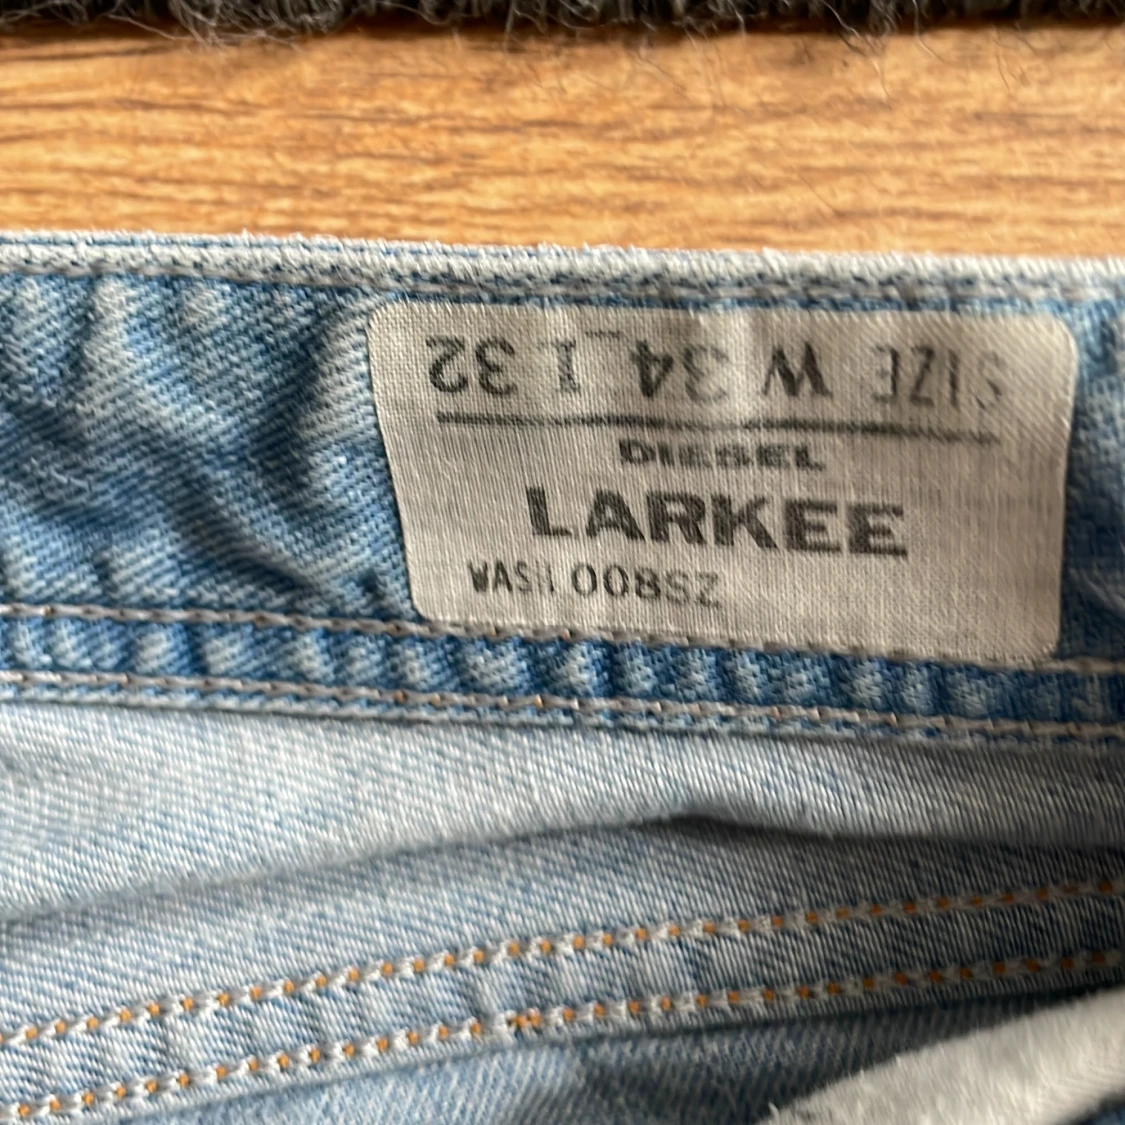 SIZE W 34 L 32
DIESEL
LARKEE
WASH 008SZ